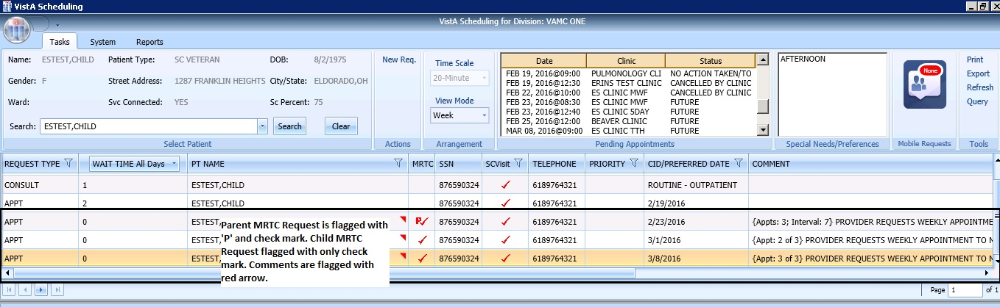 VistA Scheduling
VistA Scheduling for Division: VAMC ONE
Tasks System Reports
Name: ESTEST,CHILD Patient Type: SC VETERAN DOB: 8/2/1975
Gender: F Street Address: 1287 FRANKLIN HEIGHTS City/State: ELDORADO,OH
Ward: Svc Connected: YES Sc Percent: 75
Search: ESTEST,CHILD Search Clear
Select Patient
New Req.
Actions
Time Scale
20-Minute
View Mode
Week
Arrangement
Date Clinic Status
FEB 19, 2016@09:00 PULMONOLOGY CLI NO ACTION TAKEN/TO
FEB 19, 2016@12:30 ERINS TEST CLINIC CANCELLED BY CLINIC
FEB 22, 2016@10:00 ES CLINIC MWF CANCELLED BY CLINIC
FEB 23, 2016@08:30 ES CLINIC MWF FUTURE
FEB 23, 2016@12:40 ES CLINIC 5DAY FUTURE
FEB 25, 2016@12:00 BEAVER CLINIC FUTURE
MAR 08, 2016@09:00 ES CLINIC TTH FUTURE
Pending Appointments
AFTERNOON
Special Needs/Preferences
None
Mobile Requests
Print
Export
Refresh
Query
Tools
REQUEST TYPE WAIT TIME All Days PT NAME MRTC SSN SCVisit TELEPHONE PRIORITY CID/PREFERRED DATE COMMENT
CONSULT 1 ESTEST,CHILD 876590324 6189764321 ROUTINE - OUTPATIENT
APPT 2 ESTEST,CHILD 876590324 6189764321 2/19/2016
APPT 0 ESTEST, P 876590324 6189764321 2/23/2016 {Appts: 3; Interval: 7} PROVIDER REQUESTS WEEKLY APPOINTME
APPT 0 ESTEST, 876590324 6189764321 3/1/2016 {Appt: 2 of 3} PROVIDER REQUESTS WEEKLY APPOINTMENT TO M
APPT 0 ESTEST, 876590324 6189764321 3/8/2016 {Appt: 3 of 3} PROVIDER REQUESTS WEEKLY APPOINTMENT TO M
Parent MRTC Request is flagged with
'P' and check mark. Child MRTC
Request flagged with only check
mark. Comments are flagged with
red arrow.
Page 1 of 1